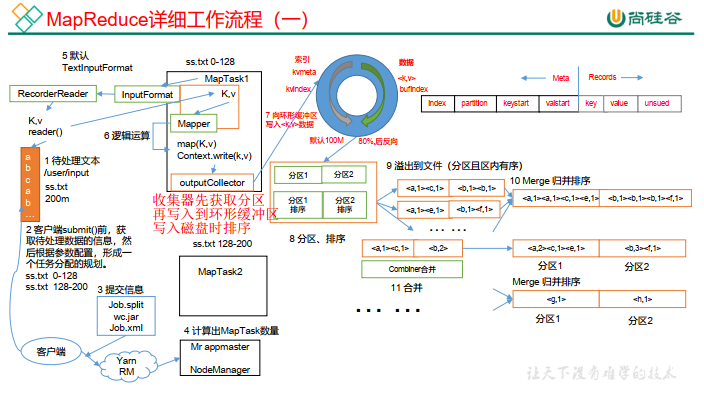 MapReduce详细工作流程（一）
尚硅谷
5 默认
TextInputFormat
RecorderReader
InputFormat
K,v
reader()
6 逻辑运算
a
b
c
a
b
...
1 待处理文本
/user/input
ss.txt
200m
2 客户端submit()前，获
取待处理数据的信息，然
后根据参数配置，形成一
个任务分配的规划。
ss.txt 0-128
ss.txt 128-200
3 提交信息
Job.split
wc.jar
Job.xml
客户端
Yarn
RM
4 计算出MapTask数量
Mr appmaster
NodeManager
ss.txt 0-128
MapTask1
K,v
Mapper
map(K,v)
Context.write(k,v)
outputCollector
收集器先获取分区
再写入到环形缓冲区
写入磁盘时排序
ss.txt 128-200
MapTask2
索引
kvmeta
kvindex
数据
<k,v>
bufindex
7 向环形缓冲区
写入<k,v>数据
默认100M
80%,后反向
Meta
Records
Index
partition
keystart
valstart
key
value
unsued
分区1
分区2
分区1
排序
分区2
排序
8 分区、排序
9 溢出到文件（分区且区内有序）
<a,1><c,1>
<b,1><b,1>
<a,1><e,1>
<b,1><f,1>
... ...
10 Merge 归并排序
<a,1><a,1><c,1><e,1>
<b,1><b,1><b,1><f,1>
<a,1><c,1>
<b,2>
Combiner合并
11 合并
<a,2><c,1><e,1>
<b,3><f,1>
分区1
分区2
Merge 归并排序
<g,1>
<h,1>
分区1
分区2
... ...
让天下没有难学的技术